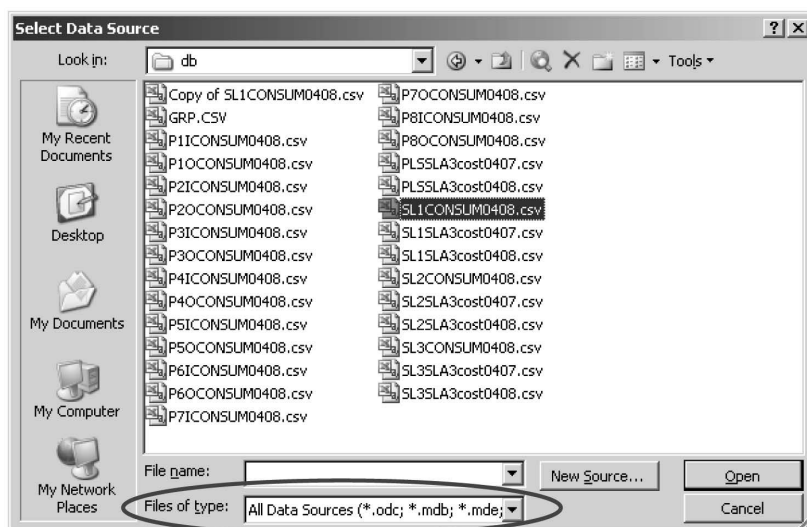 Select Data Source
Look in:
db
Tools
My Recent
Documents
Desktop
My Documents
My Computer
My Network
Places
Copy of SL1CONSUM0408.csv
GRP.CSV
P1ICONSUM0408.csv
P1OCONSUM0408.csv
P2ICONSUM0408.csv
P2OCONSUM0408.csv
P3ICONSUM0408.csv
P3OCONSUM0408.csv
P4ICONSUM0408.csv
P4OCONSUM0408.csv
P5ICONSUM0408.csv
P5OCONSUM0408.csv
P6ICONSUM0408.csv
P6OCONSUM0408.csv
P7ICONSUM0408.csv
P7OCONSUM0408.csv
P8ICONSUM0408.csv
P8OCONSUM0408.csv
PLSSLA3cost0407.csv
PLSSLA3cost0408.csv
SL1CONSUM0408.csv
SL1SLA3cost0407.csv
SL1SLA3cost0408.csv
SL2CONSUM0408.csv
SL2SLA3cost0407.csv
SL2SLA3cost0408.csv
SL3CONSUM0408.csv
SL3SLA3cost0407.csv
SL3SLA3cost0408.csv
File name:
New Source...
Open
Files of type:
All Data Sources (*.odc; *.mdb; *.mde;
Cancel